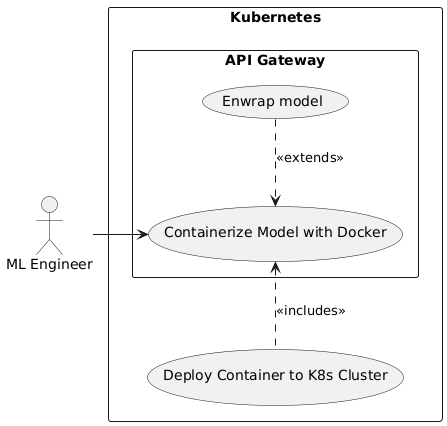 Kubernetes
API Gateway
Enwrap model
«extends»
Containerize Model with Docker
ML Engineer
«includes»
Deploy Container to K8s Cluster